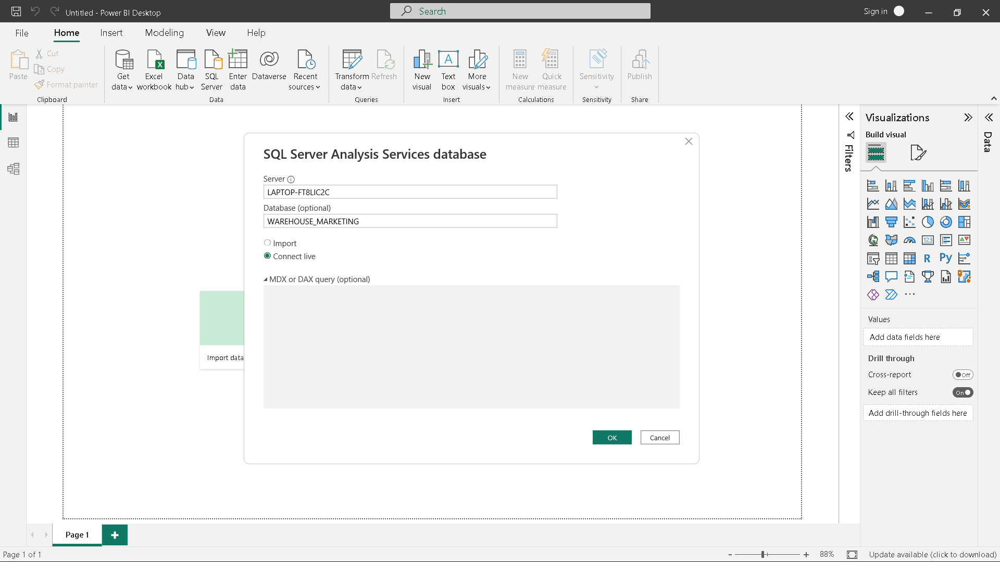 Untitled - Power BI Desktop
Search
Sign in
File
Home
Insert
Modeling
View
Help
Paste
Cut
Copy
Format painter
Clipboard
Get data
Excel workbook
Data hub
SQL Server
Enter data
Dataverse
Recent sources
Data
Transform data
Refresh
Queries
New visual
Text box
More visuals
Insert
New measure
Quick measure
Calculations
Sensitivity
Sensitivity
Publish
Share
SQL Server Analysis Services database
Server
LAPTOP-FT8LIC2C
Database (optional)
WAREHOUSE_MARKETING
Import
Connect live
MDX or DAX query (optional)
OK
Cancel
Import data
Filters
Visualizations
Build visual
123
R
Py
Values
Add data fields here
Drill through
Cross-report
Off
Keep all filters
On
Add drill-through fields here
Data
Page 1
Page 1 of 1
88%
Update available (click to download)